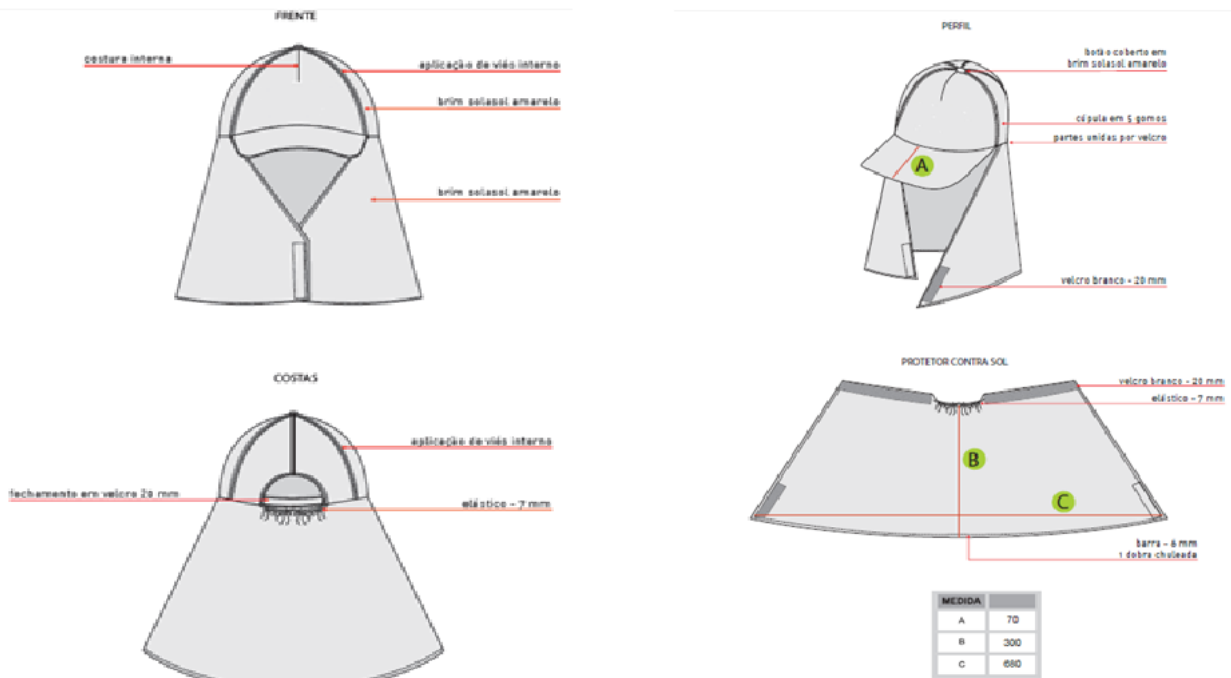 FRENTE
costura interna
aplicação de viés interno
brim solasol amarelo
brim solasol amarelo
PERFIL
botão coberto em
brim solasol amarelo
cúpula em 5 gomos
partes unidas por velcro
A
velcro branco - 20 mm
COSTAS
aplicação de viés interno
fechamento em velcro 20 mm
elástico - 7 mm
PROTETOR CONTRA SOL
velcro branco - 20 mm
elástico - 7 mm
B
C
barra - 6 mm
1 dobra chuleada
MEDIDA
A 70
B 300
C 680